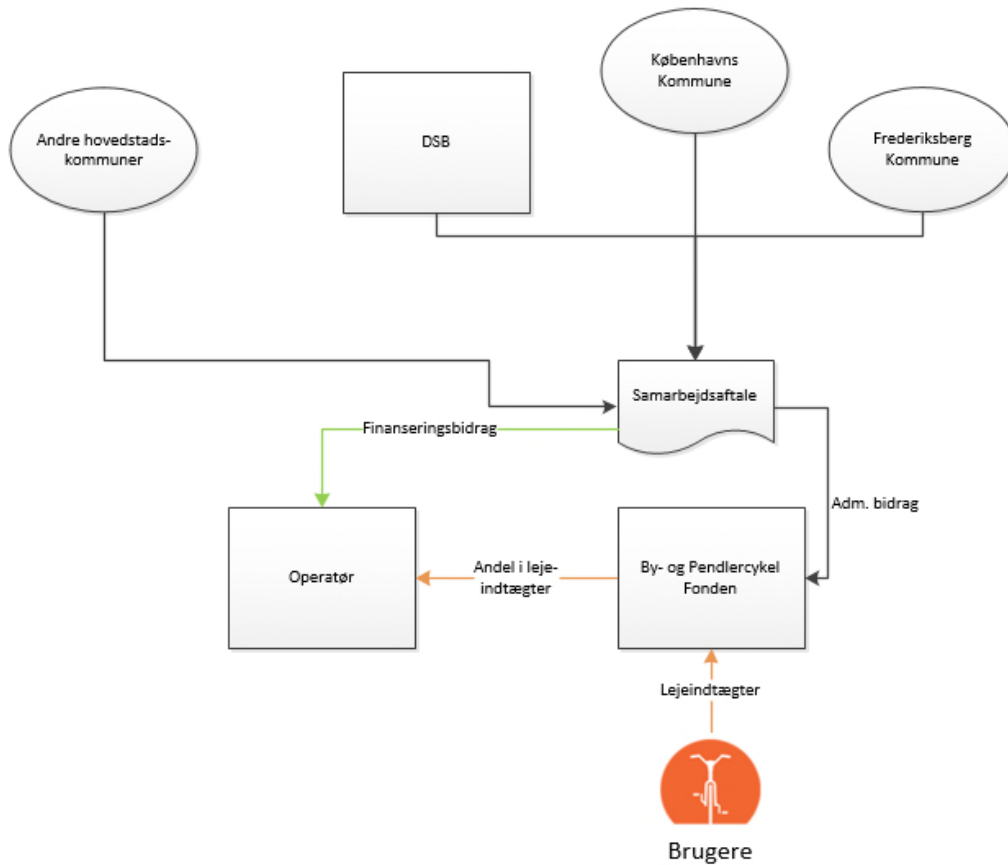 Københavns
Kommune
Andre hovedstads-
kommuner
DSB
Frederiksberg
Kommune
Samarbejdsaftale
Finanseringsbidrag
Adm. bidrag
Operatør
Andel i leje-
indtægter
By- og Pendlercykel
Fonden
Lejeindtægter
Brugere